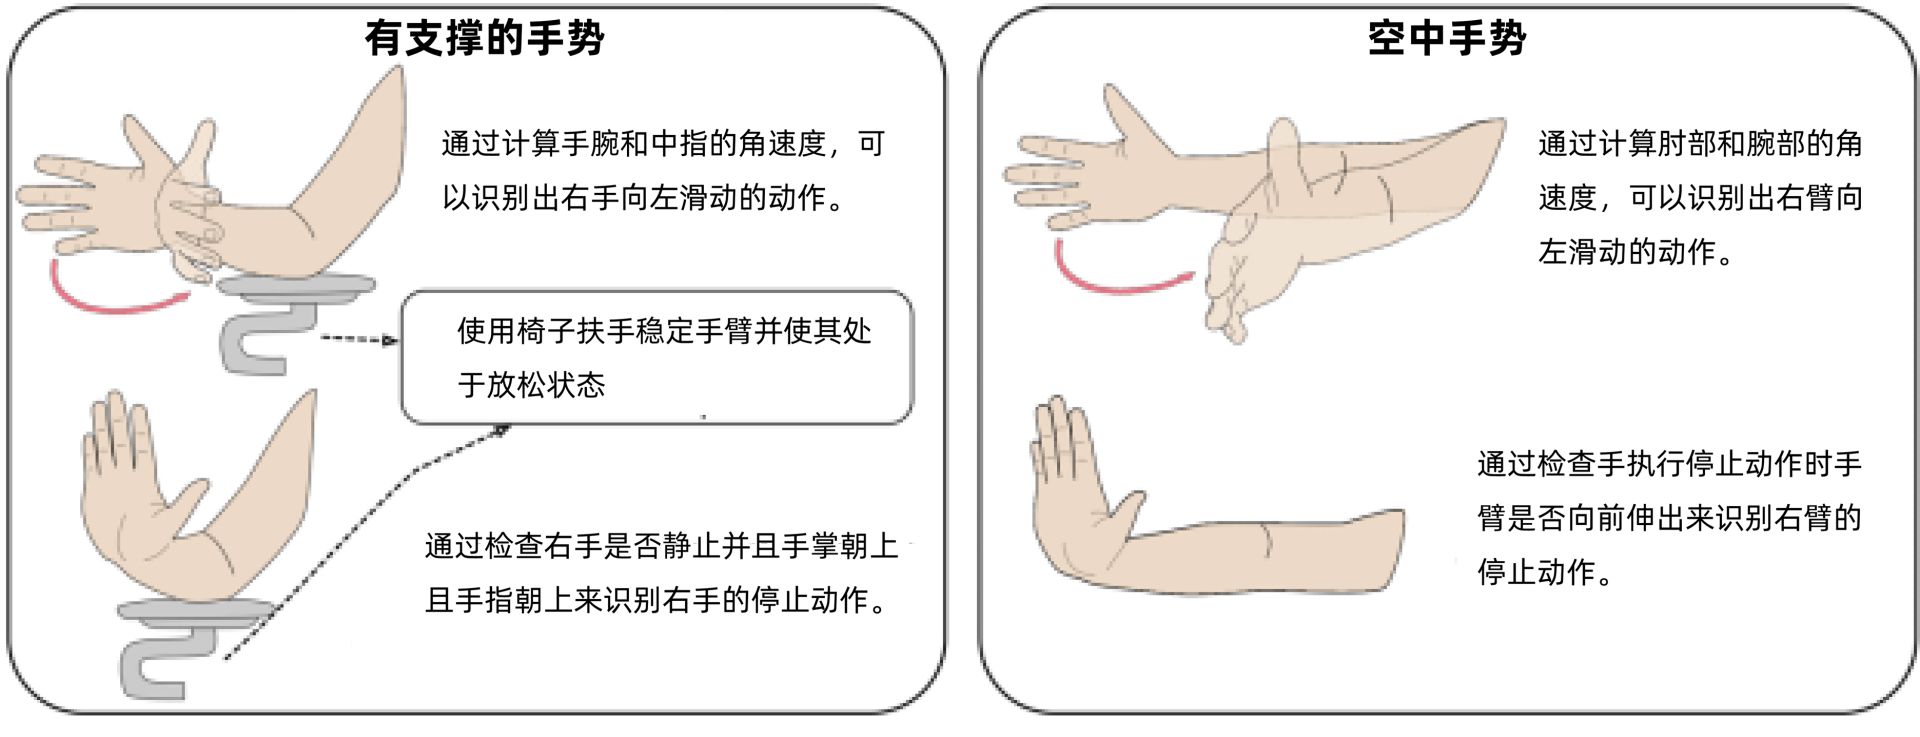 有支撑的手势
通过计算手腕和中指的角速度，可
以识别出右手向左滑动的动作。
使用椅子扶手稳定手臂并使其处
于放松状态
通过检查右手是否静止并且手掌朝上
且手指朝上来识别右手的停止动作。
空中手势
通过计算肘部和腕部的角
速度，可以识别出右臂向
左滑动的动作。
通过检查手执行停止动作时手
臂是否向前伸出来识别右臂的
停止动作。